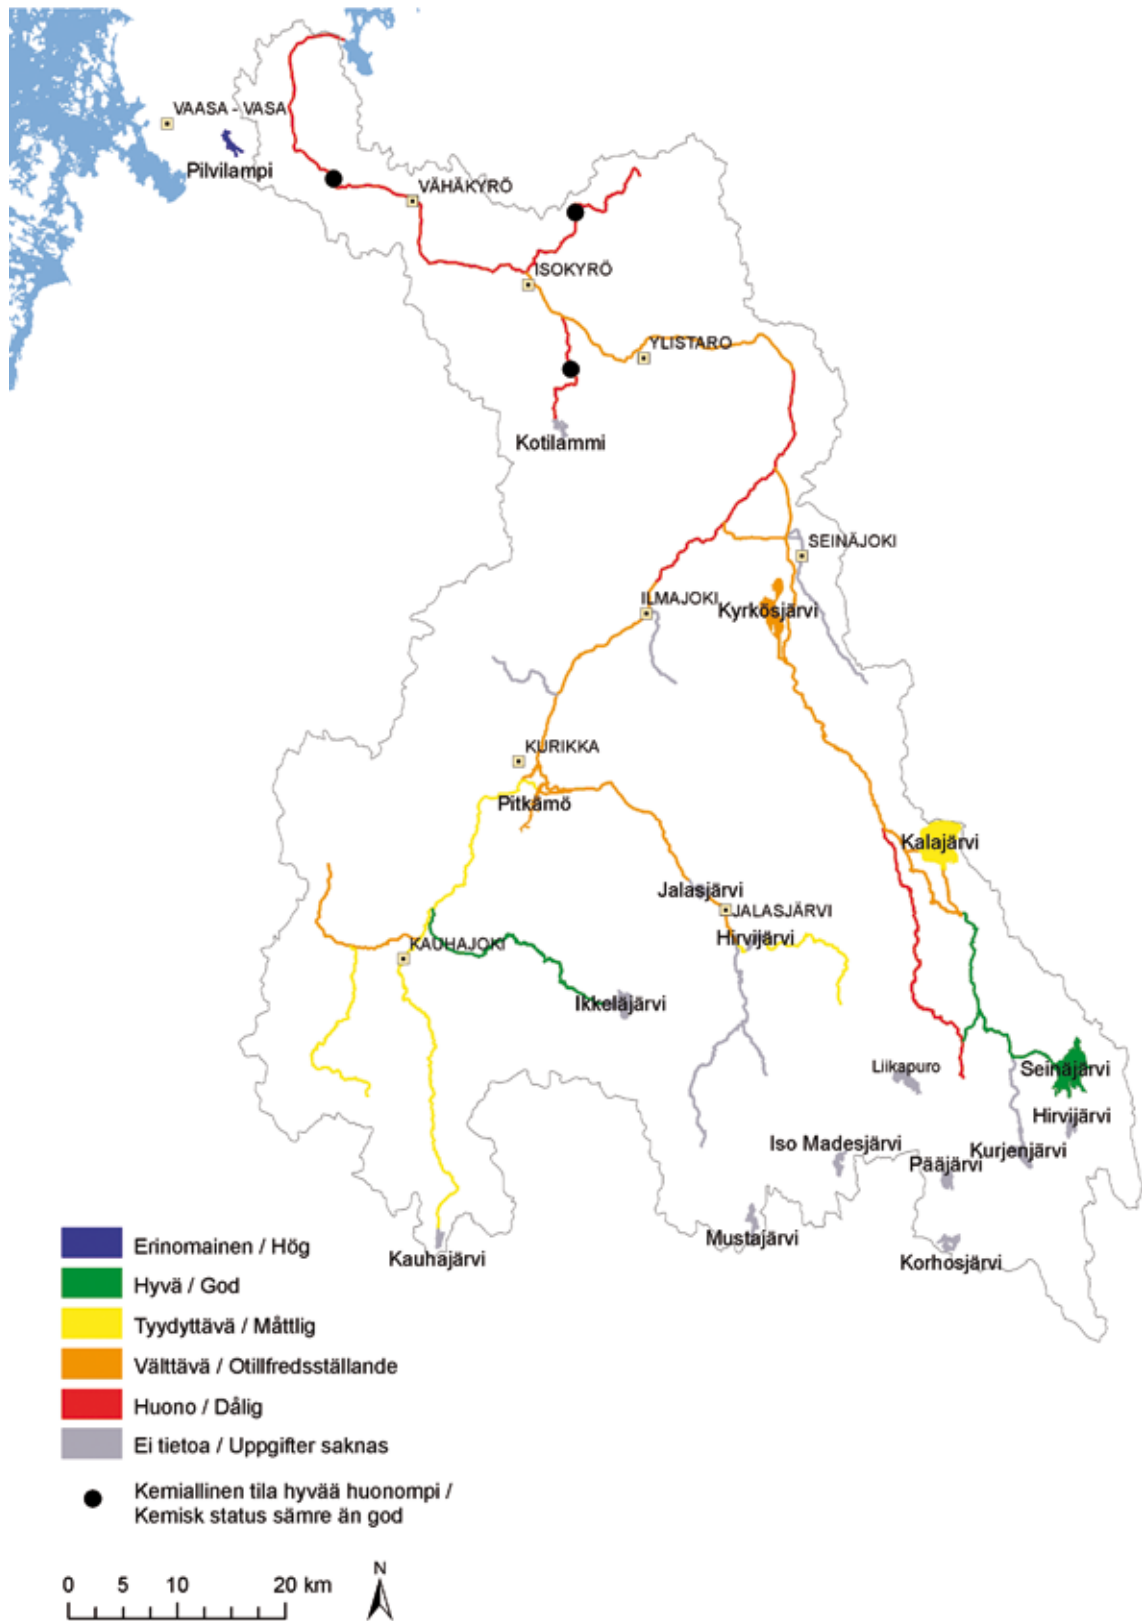 VAASA - VASA
Pilvilampi
VÄHÄKYRÖ
ISOKYRÖ
YLISTARO
Kotilammi
SEINÄJOKI
ILMAJOKI
Kyrkösjärvi
KURIKKA
Pitkämö
Kalajärvi
Jalasjärvi
JALASJÄRVI
Hirvijärvi
KAUHAJOKI
Ikkeläjärvi
Liikapuro
Seinäjärvi
Hirvijärvi
Iso Madesjärvi
Kurjenjärvi
Pääjärvi
Mustajärvi
Kauhajärvi
Korhosjärvi
Erinomainen / Hög
Hyvä / God
Tyydyttävä / Måttlig
Välttävä / Otillfredsställande
Huono / Dålig
Ei tietoa / Uppgifter saknas
Kemiallinen tila hyvää huonompi /
Kemisk status sämre än god
N
0 5 10 20 km